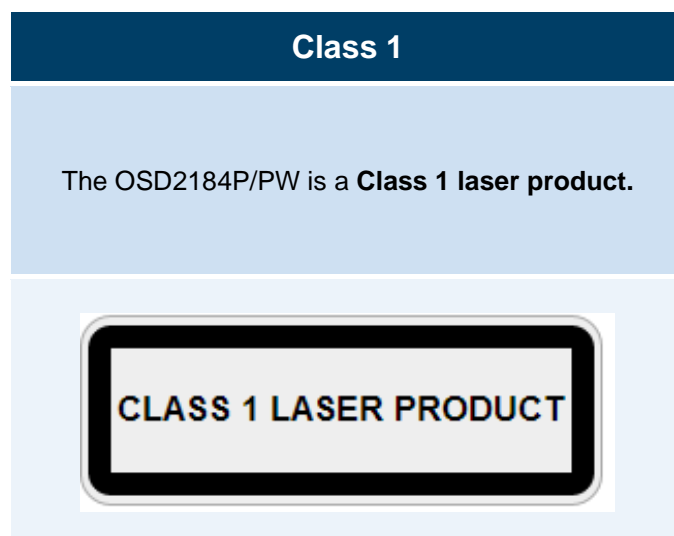 Class 1
The OSD2184P/PW is a Class 1 laser product.
CLASS 1 LASER PRODUCT